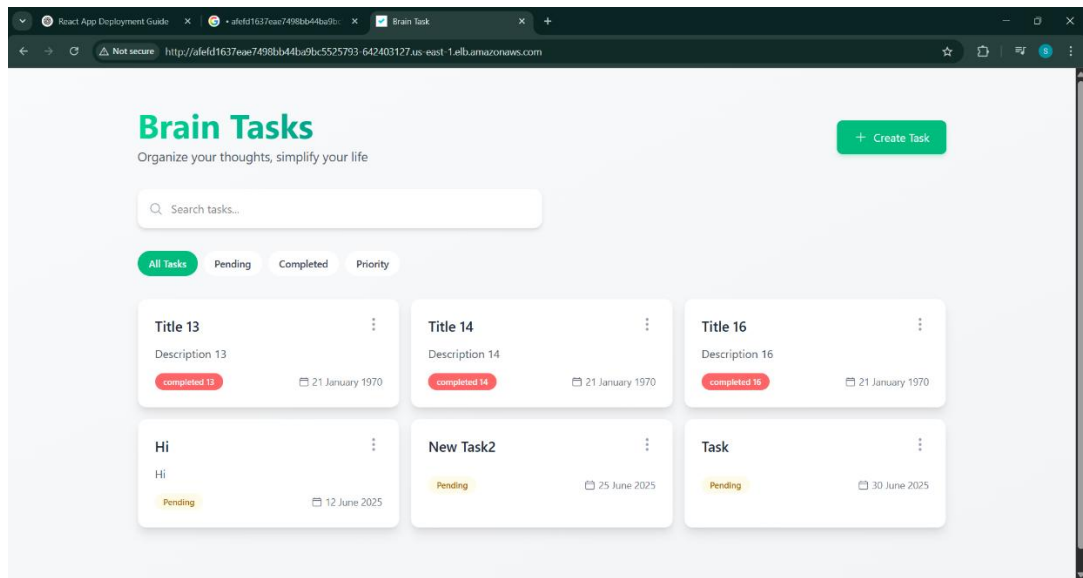 React App Deployment Guide
afefd1637eae7498bb44ba9bc
Brain Task
Not secure http://afefd1637eae7498bb44ba9bc5525793-642403127.us-east-1.elb.amazonaws.com
S
Brain Tasks
Organize your thoughts, simplify your life
+ Create Task
Search tasks...
All Tasks Pending Completed Priority
Title 13 Title 14 Title 16
Description 13 Description 14 Description 16
completed 13 21 January 1970 completed 14 21 January 1970 completed 16 21 January 1970
Hi New Task2 Task
Hi
Pending 12 June 2025 Pending 25 June 2025 Pending 30 June 2025